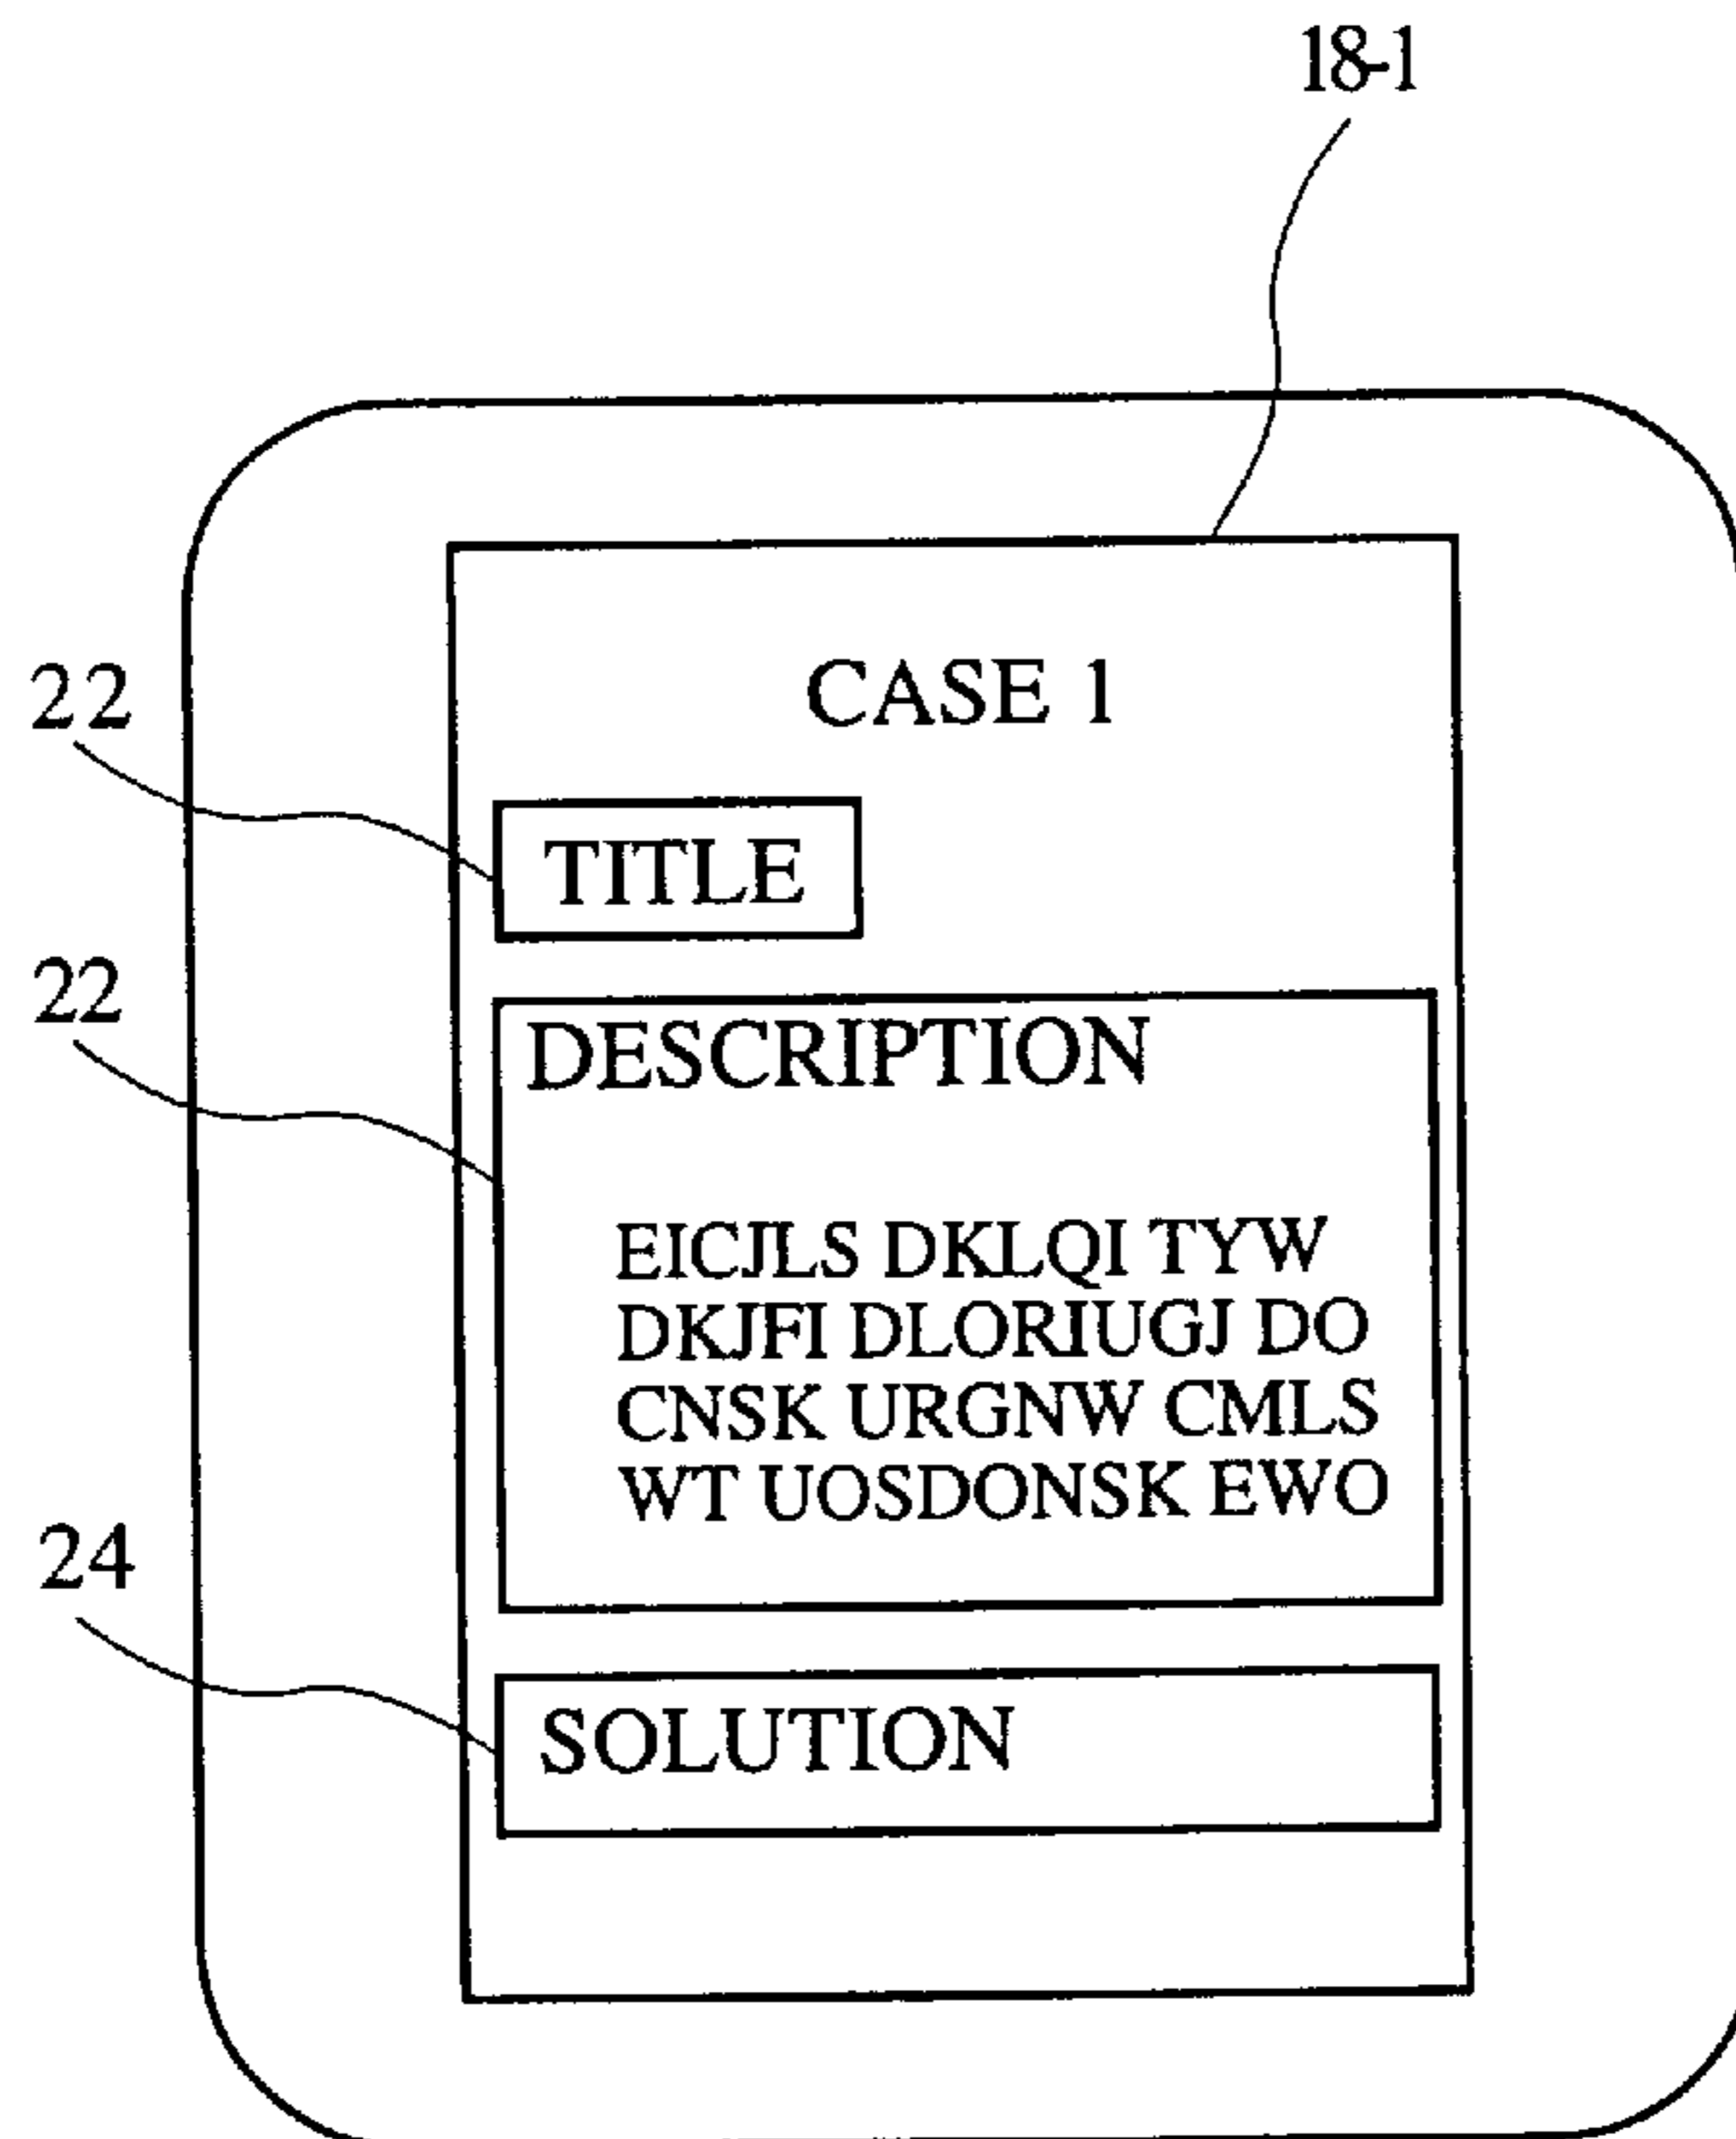 18-1
CASE 1
22
TITLE
22
DESCRIPTION
EICJLS DKLQI TYW
DKJFI DLORIUGJ DO
CNSK URGNW CMLS
WT UOSDONSK EWO
24
SOLUTION